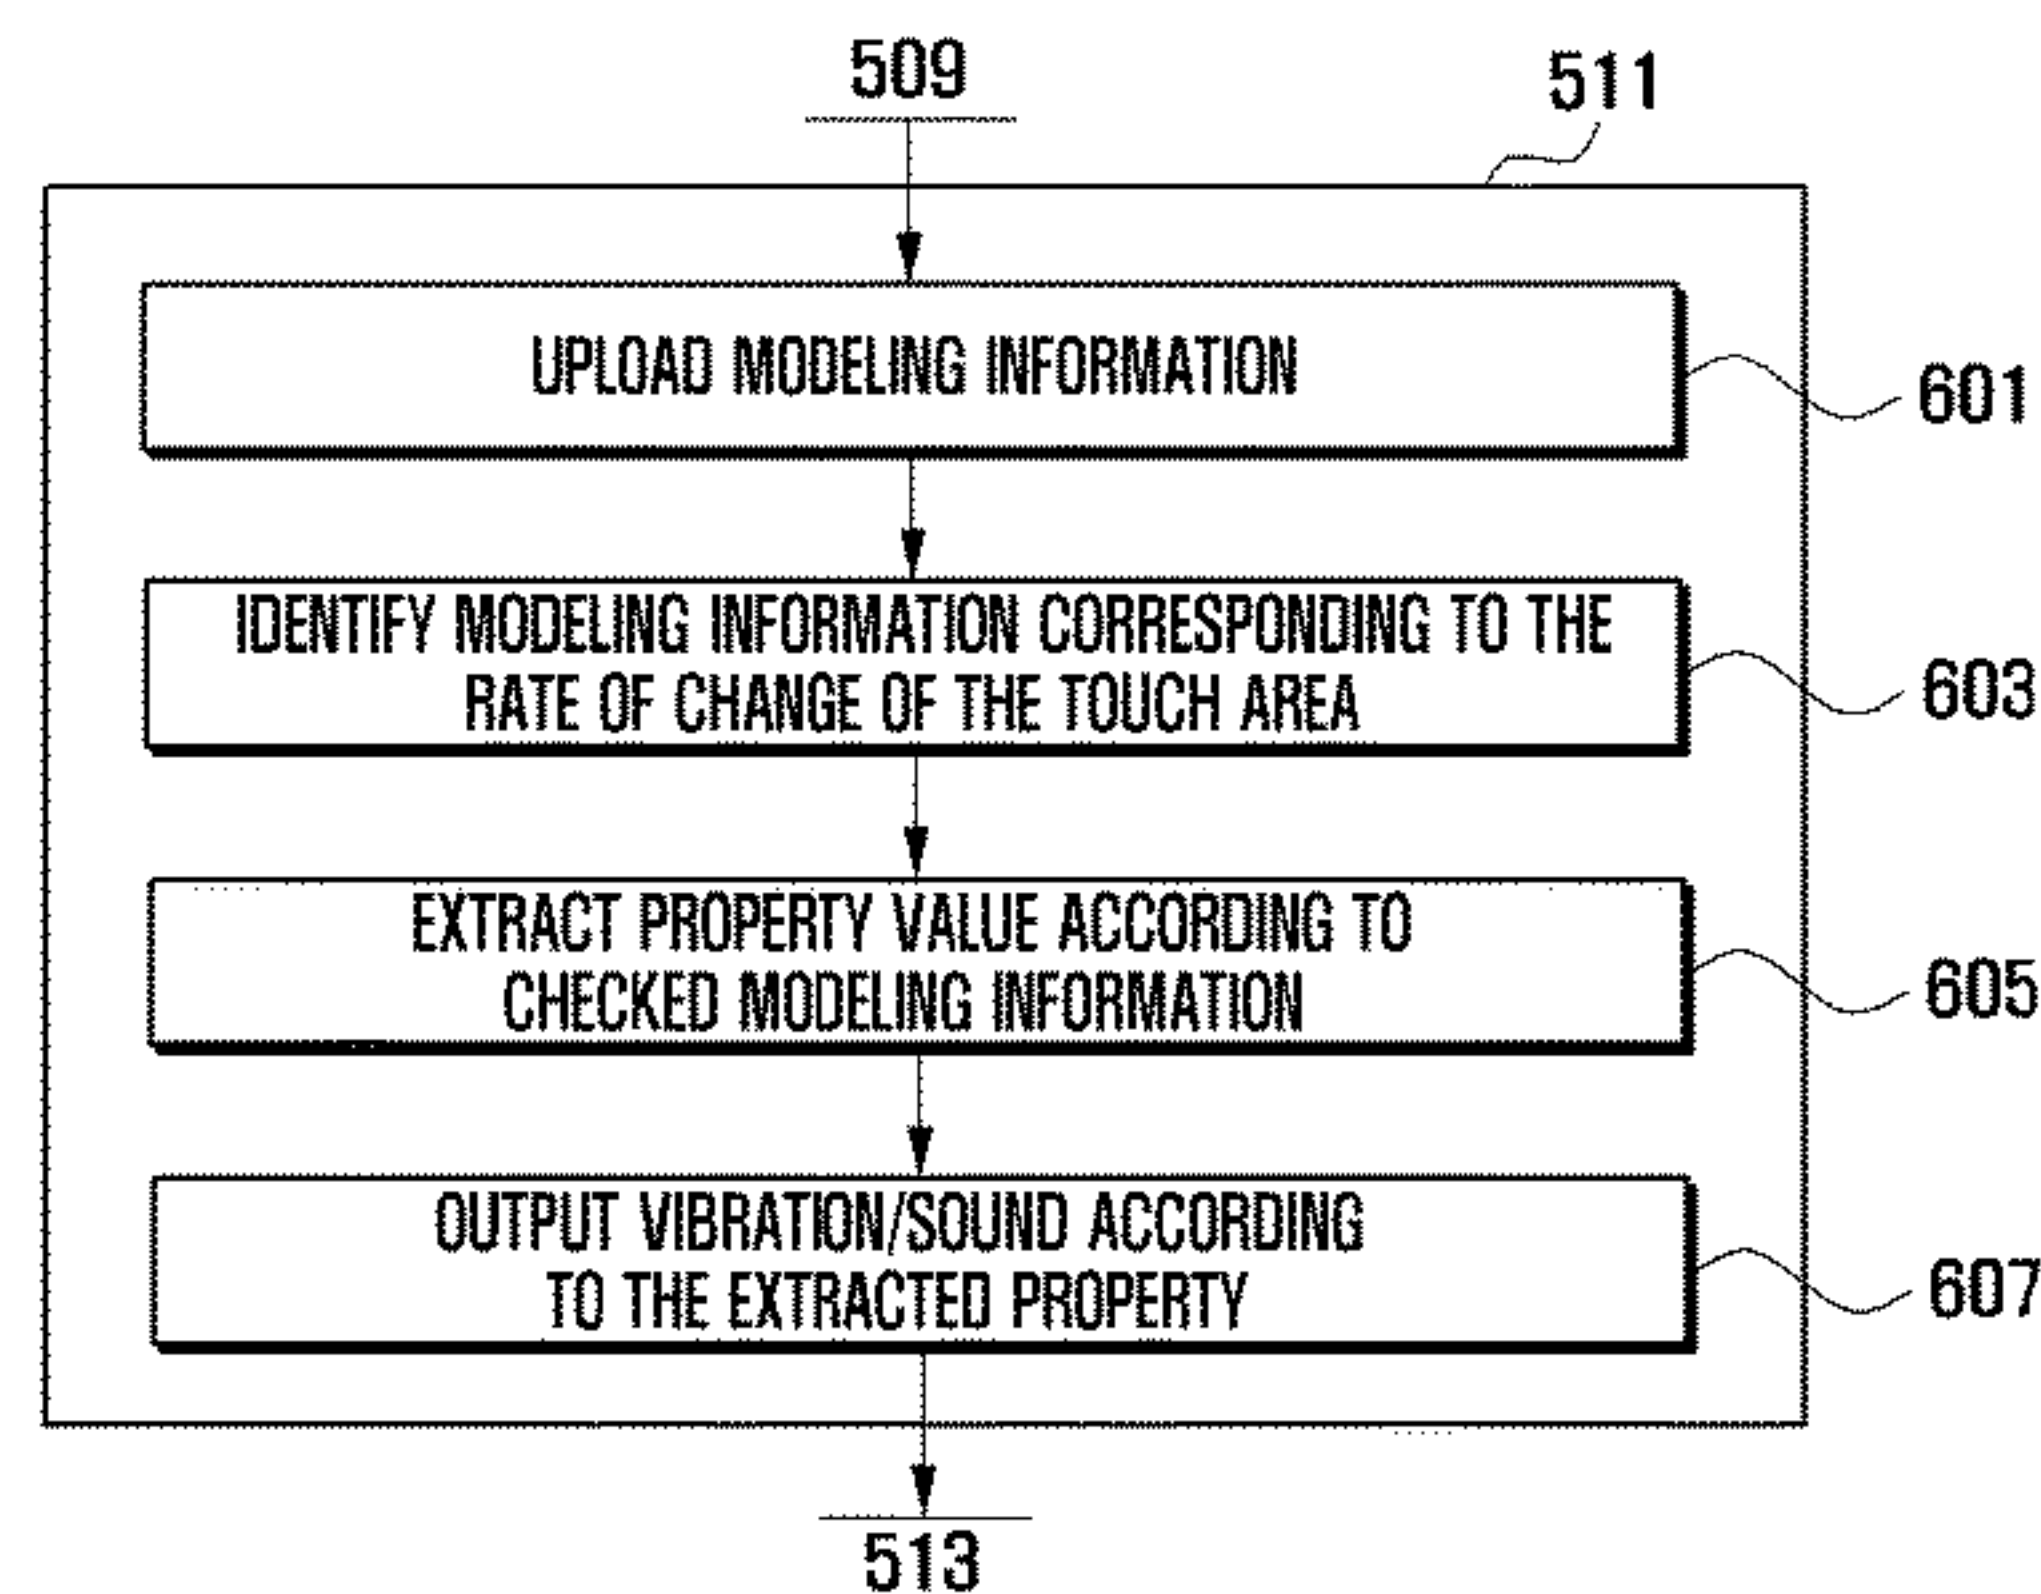 509
511
UPLOAD MODELING INFORMATION
601
IDENTIFY MODELING INFORMATION CORRESPONDING TO THE
RATE OF CHANGE OF THE TOUCH AREA
603
EXTRACT PROPERTY VALUE ACCORDING TO
CHECKED MODELING INFORMATION
605
OUTPUT VIBRATION/SOUND ACCORDING
TO THE EXTRACTED PROPERTY
607
513